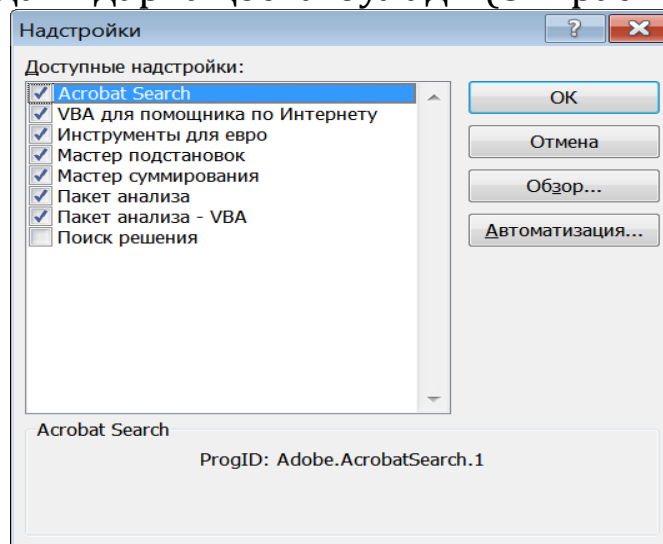 Надстройки
Доступные надстройки:
Acrobat Search
VBA для помощника по Интернету
Инструменты для евро
Мастер подстановок
Мастер суммирования
Пакет анализа
Пакет анализа - VBA
Поиск решения
ОК
Отмена
Обзор...
Автоматизация...
Acrobat Search
ProgID: Adobe.AcrobatSearch.1